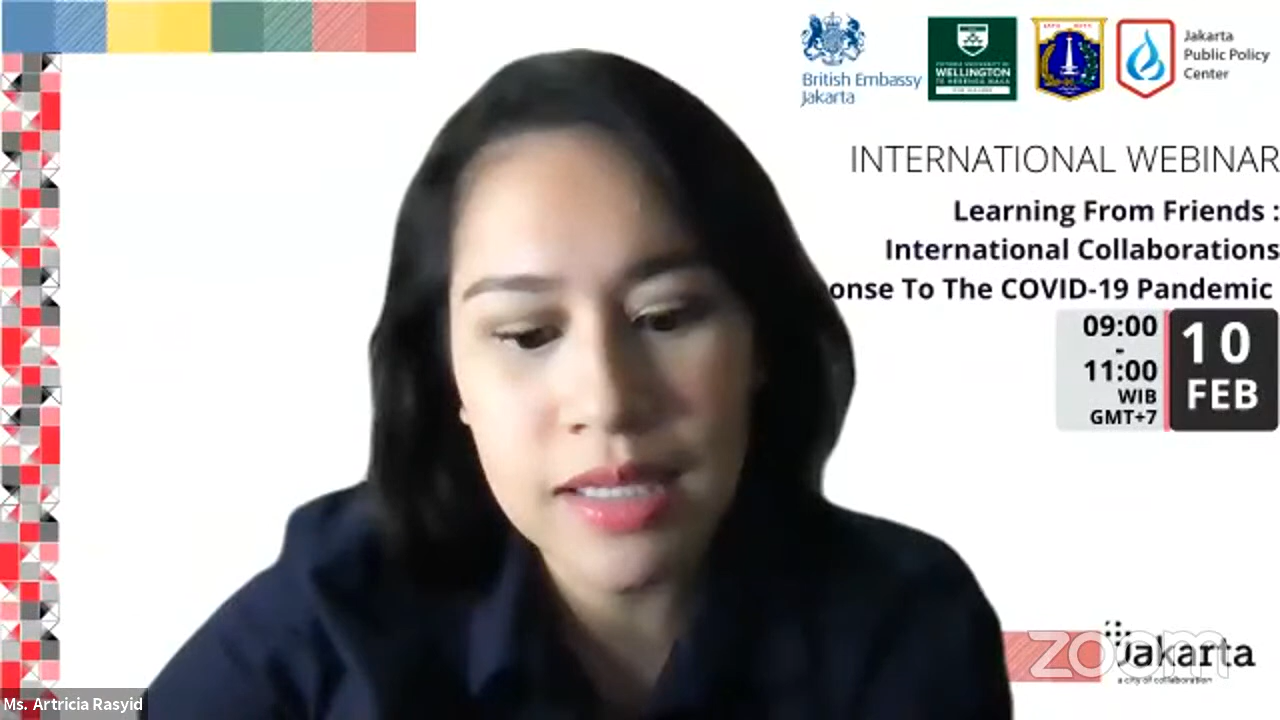 British Embassy
Jakarta
WELLINGTON
Jakarta
Public Policy
Center
INTERNATIONAL WEBINAR
Learning From Friends :
International Collaborations
onse To The COVID-19 Pandemic
09:00
-
11:00
WIB
GMT+7
10
FEB
zoom
Jakarta
a city of collaboration
Ms. Artricia Rasyid